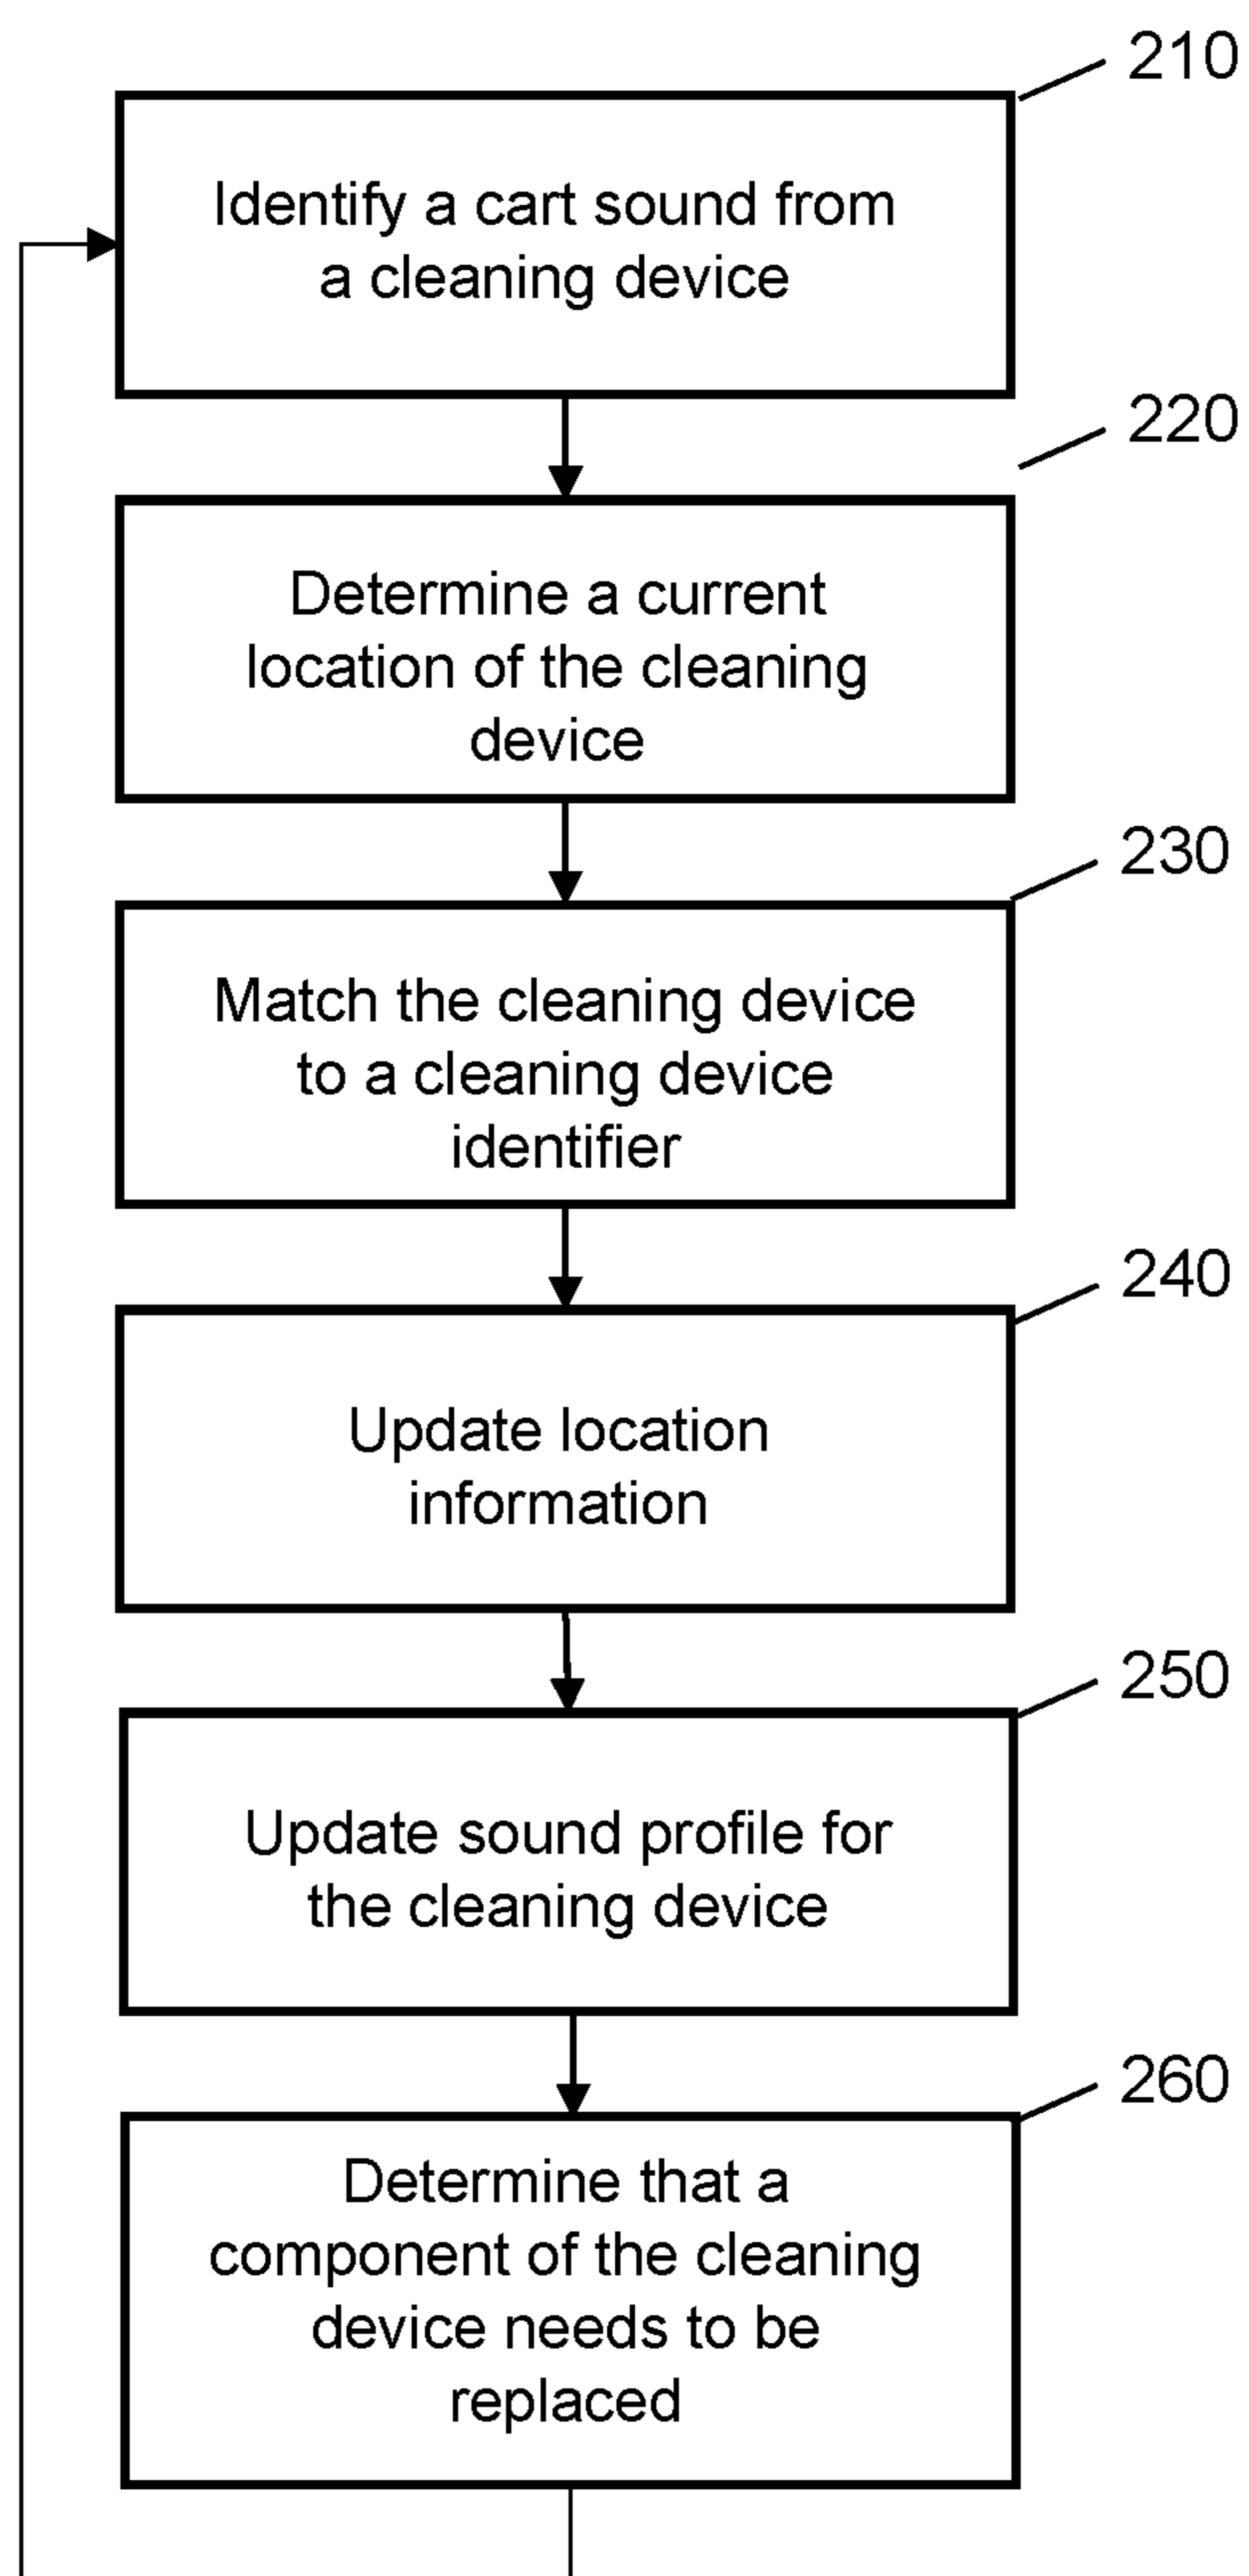 210
Identify a cart sound from
a cleaning device
220
Determine a current
location of the cleaning
device
230
Match the cleaning device
to a cleaning device
identifier
240
Update location
information
250
Update sound profile for
the cleaning device
260
Determine that a
component of the cleaning
device needs to be
replaced